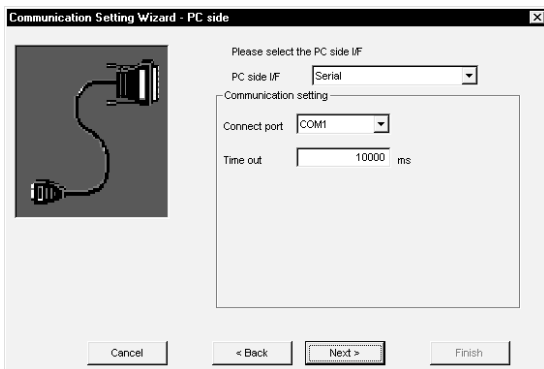 Communication Setting Wizard - PC side
Please select the PC side I/F
PC side I/F Serial
Communication setting
Connect port COM1
Time out 10000 ms
Cancel < Back Next > Finish